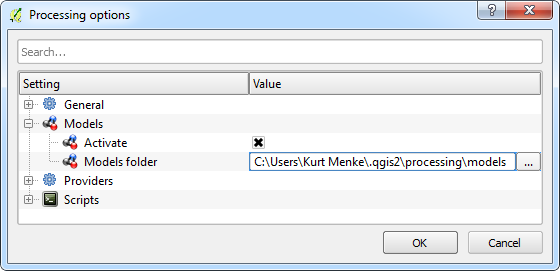 Processing options
Search...
Setting Value
General
Models
Activate
Models folder C:\Users\Kurt Menke\.qgis2\processing\models ...
Providers
Scripts
OK Cancel